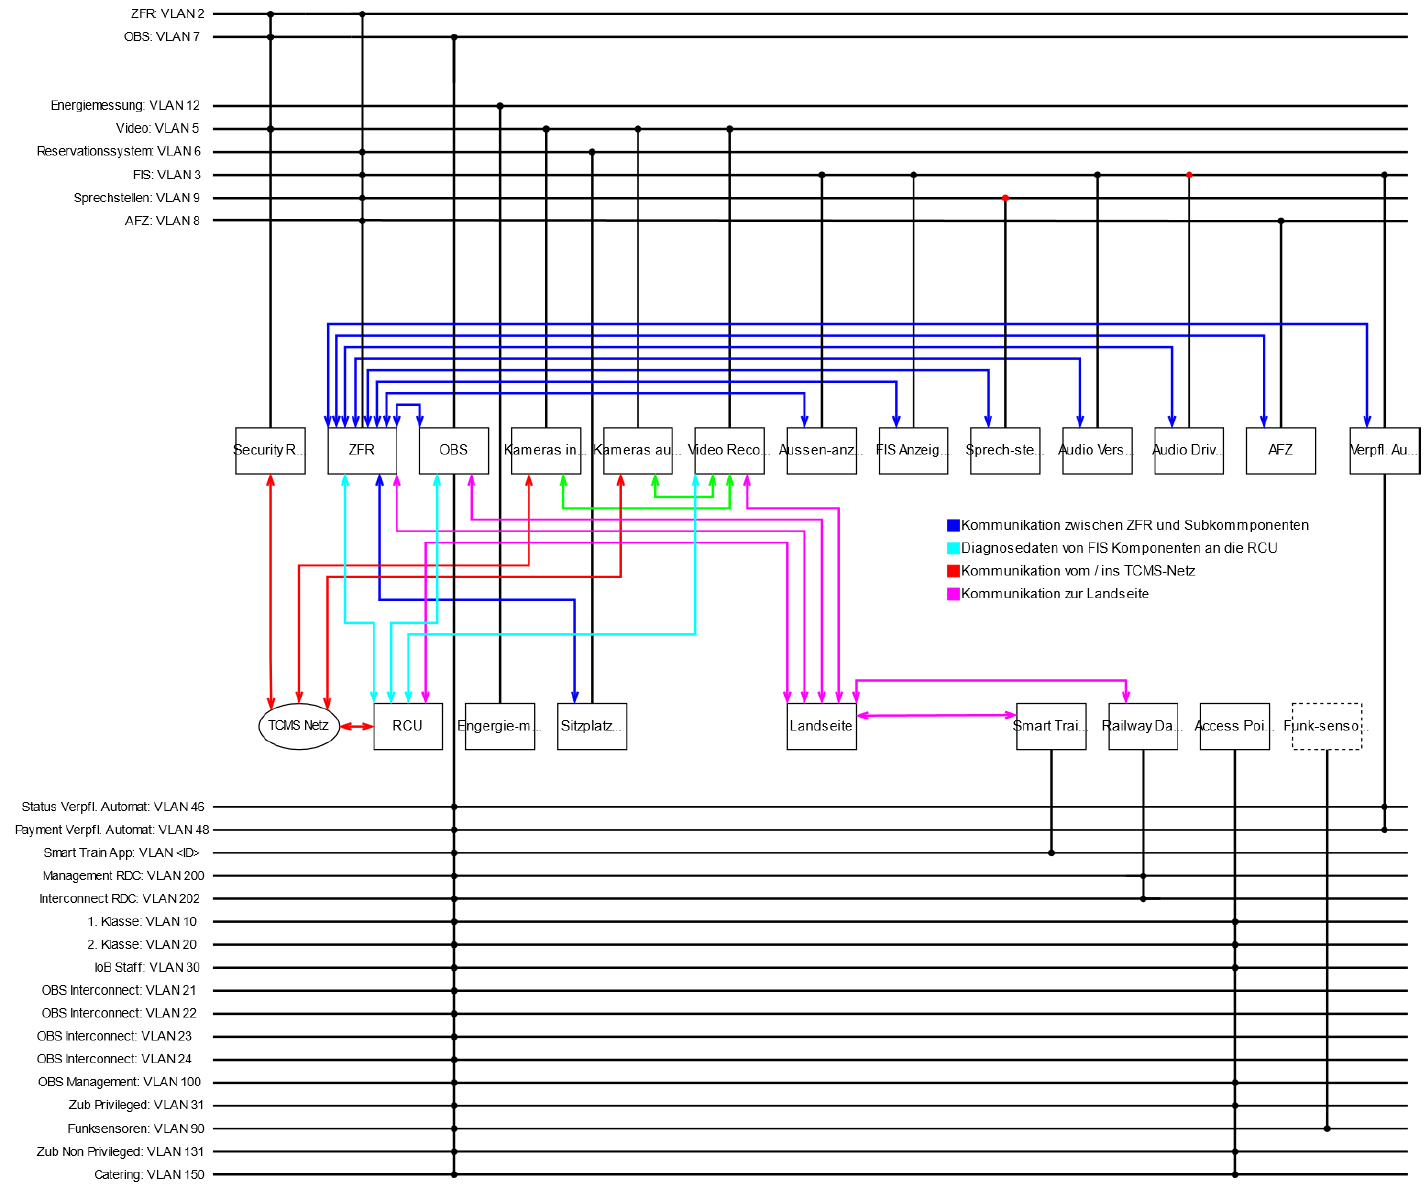 ZFR: VLAN 2
OBS: VLAN 7
Energiemessung: VLAN 12
Video: VLAN 5
Reservationssystem: VLAN 6
FIS: VLAN 3
Sprechstellen: VLAN 9
AFZ: VLAN 8
Security R...
ZFR
OBS
Kameras in...
Kameras au...
Video Reco...
Aussen-anz...
FIS Anzeig...
Sprech-ste...
Audio Vers...
Audio Driv...
AFZ
Verpfl. Au...
Kommunikation zwischen ZFR und Subkommponenten
Diagnosedaten von FIS Komponenten an die RCU
Kommunikation vom / ins TCMS-Netz
Kommunikation zur Landseite
TCMS Netz
RCU
Engergie-m...
Sitzplatz...
Landseite
Smart Trai...
Railway Da...
Access Poi...
Funk-senso...
Status Verpfl. Automat: VLAN 46
Payment Verpfl. Automat: VLAN 48
Smart Train App: VLAN <ID>
Management RDC: VLAN 200
Interconnect RDC: VLAN 202
1. Klasse: VLAN 10
2. Klasse: VLAN 20
IoB Staff: VLAN 30
OBS Interconnect: VLAN 21
OBS Interconnect: VLAN 22
OBS Interconnect: VLAN 23
OBS Interconnect: VLAN 24
OBS Management: VLAN 100
Zub Privileged: VLAN 31
Funksensoren: VLAN 90
Zub Non Privileged: VLAN 131
Catering: VLAN 150